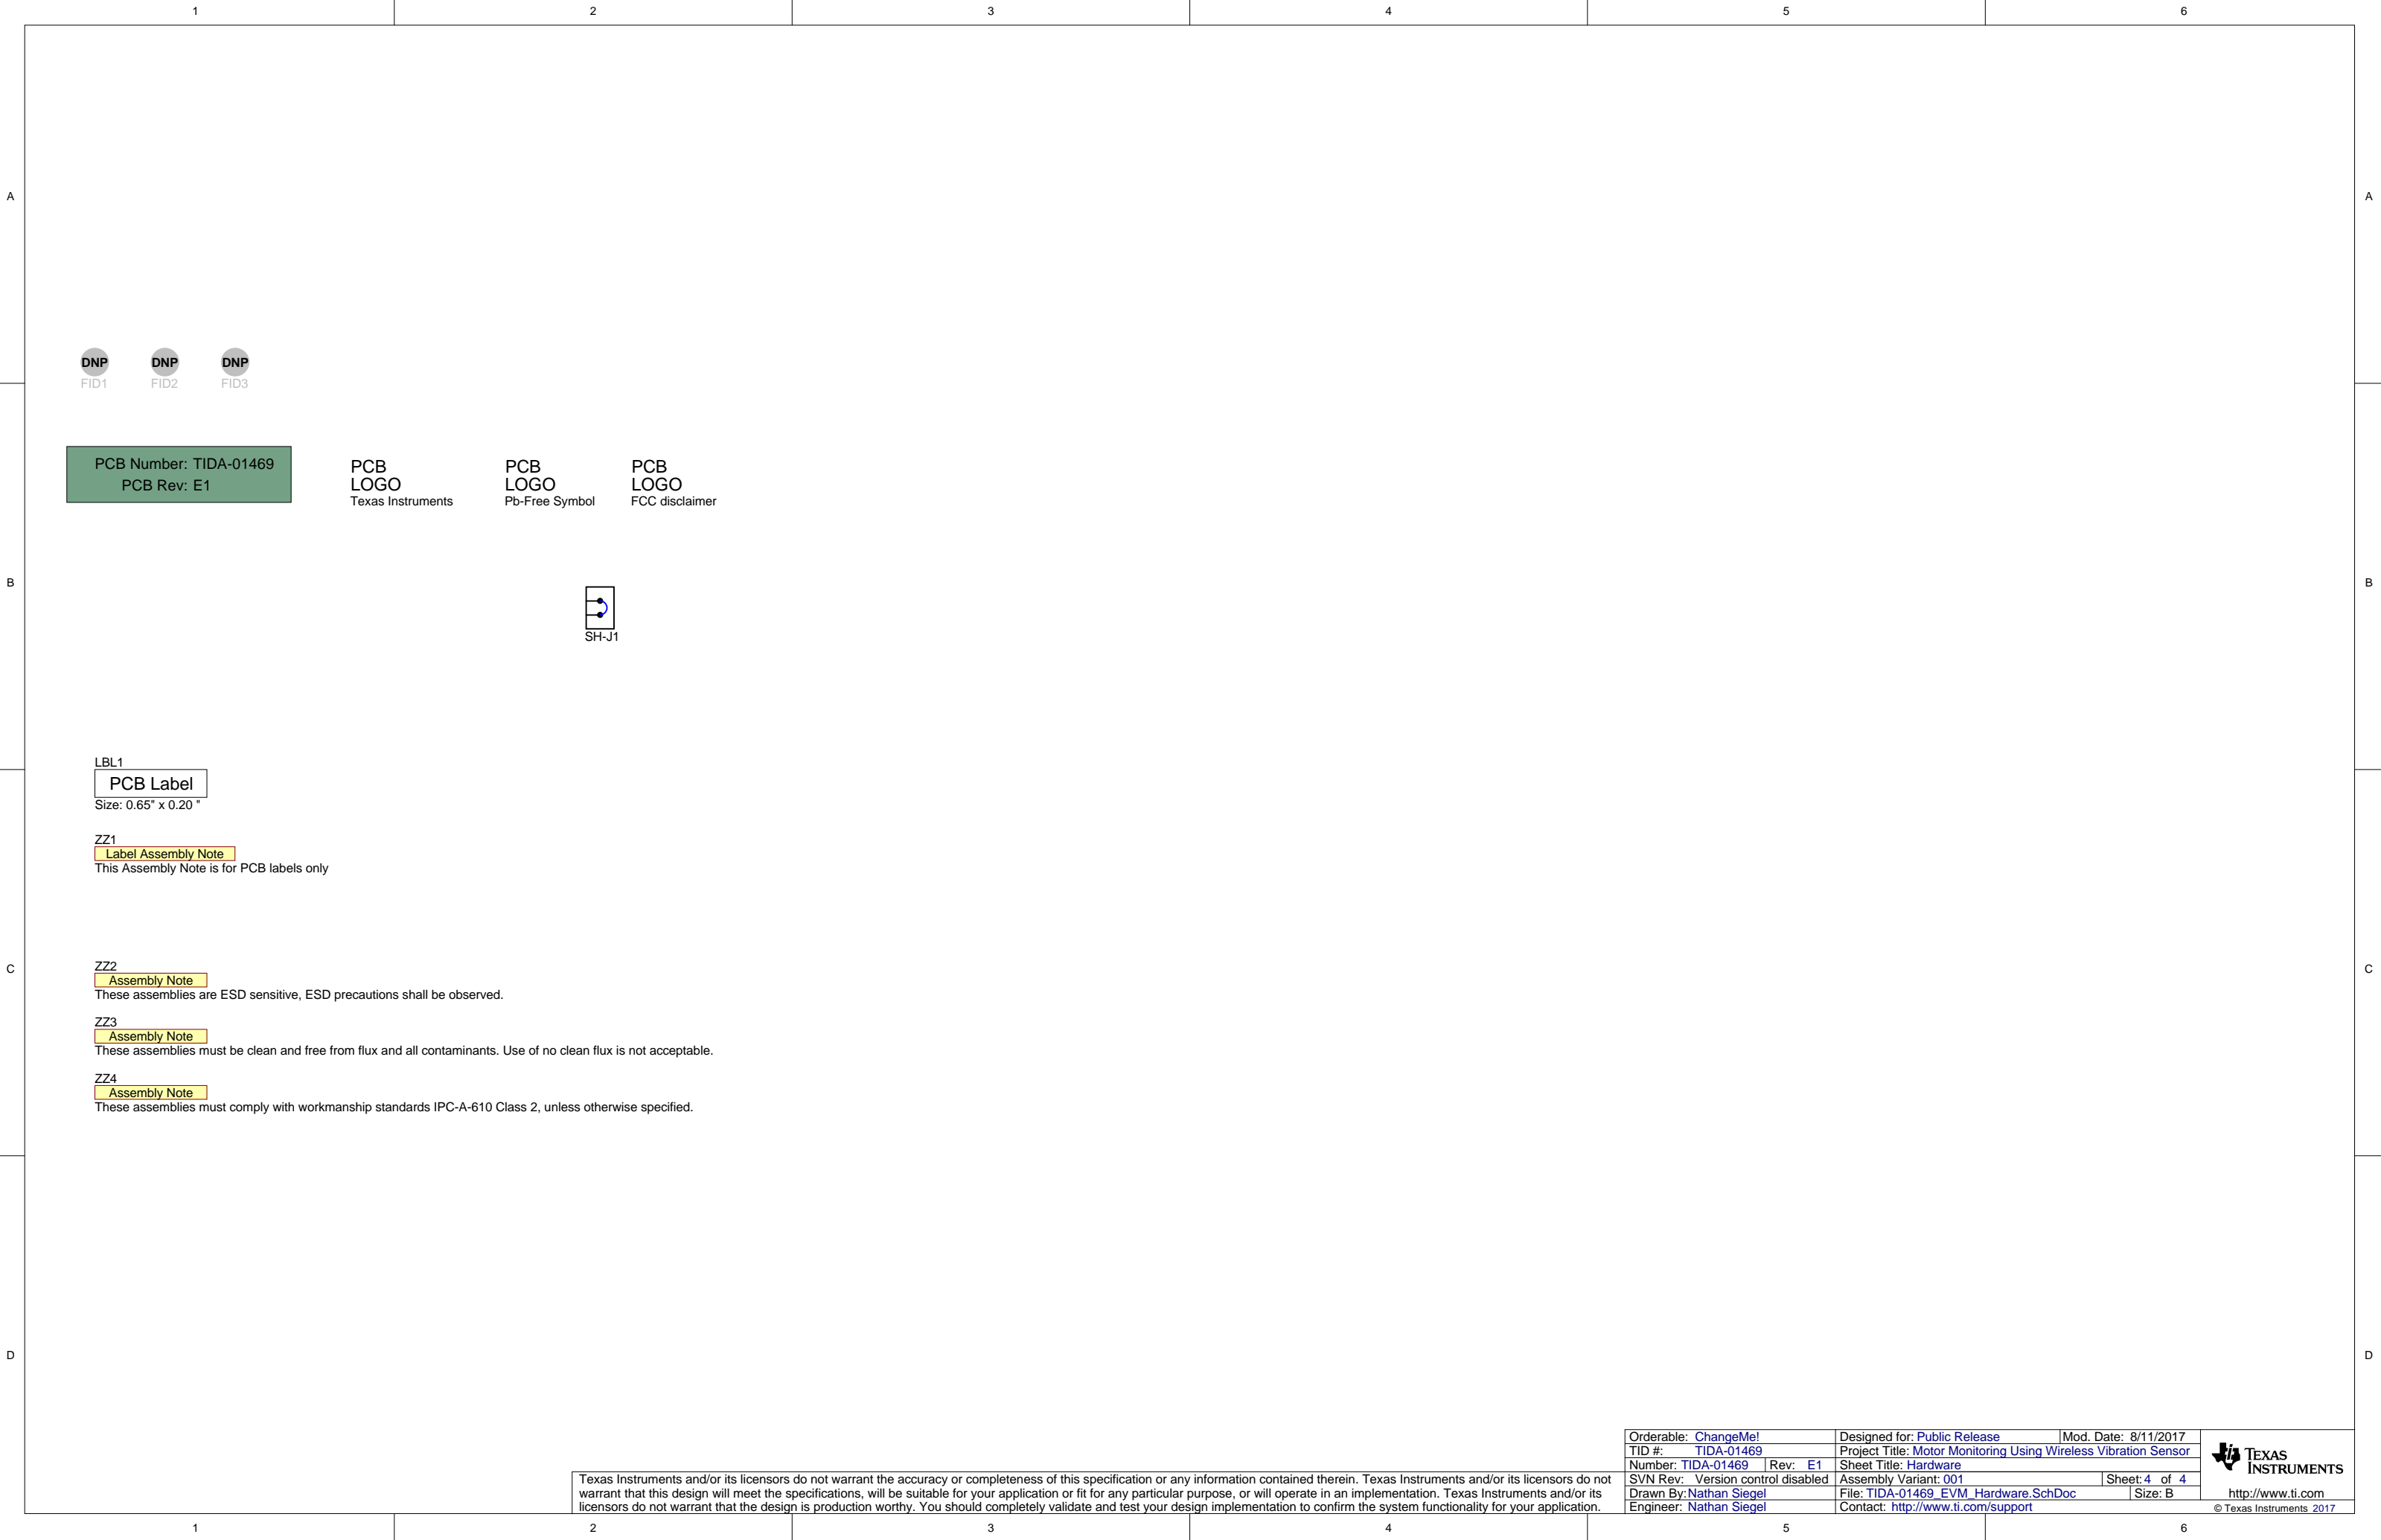 1 2 3 4 5 6
A A
DNP DNP DNP
FID1 FID2 FID3
PCB Number: TIDA-01469
PCB Rev: E1
PCB
LOGO
Texas Instruments
PCB
LOGO
Pb-Free Symbol
PCB
LOGO
FCC disclaimer
B B
SH-J1
LBL1
PCB Label
Size: 0.65" x 0.20 "
ZZ1
Label Assembly Note
This Assembly Note is for PCB labels only
C C
ZZ2
Assembly Note
These assemblies are ESD sensitive, ESD precautions shall be observed.
ZZ3
Assembly Note
These assemblies must be clean and free from flux and all contaminants. Use of no clean flux is not acceptable.
ZZ4
Assembly Note
These assemblies must comply with workmanship standards IPC-A-610 Class 2, unless otherwise specified.
D D
Texas Instruments and/or its licensors do not warrant the accuracy or completeness of this specification or any information contained therein. Texas Instruments and/or its licensors do not
warrant that this design will meet the specifications, will be suitable for your application or fit for any particular purpose, or will operate in an implementation. Texas Instruments and/or its
licensors do not warrant that the design is production worthy. You should completely validate and test your design implementation to confirm the system functionality for your application.
Orderable: ChangeMe! Designed for: Public Release Mod. Date: 8/11/2017
TID #: TIDA-01469 Project Title: Motor Monitoring Using Wireless Vibration Sensor
Number: TIDA-01469 Rev: E1 Sheet Title: Hardware
SVN Rev: Version control disabled Assembly Variant: 001 Sheet: 4 of 4
Drawn By: Nathan Siegel File: TIDA-01469_EVM_Hardware.SchDoc Size: B
Engineer: Nathan Siegel Contact: http://www.ti.com/support
TEXAS
INSTRUMENTS
http://www.ti.com
© Texas Instruments 2017
1 2 3 4 5 6